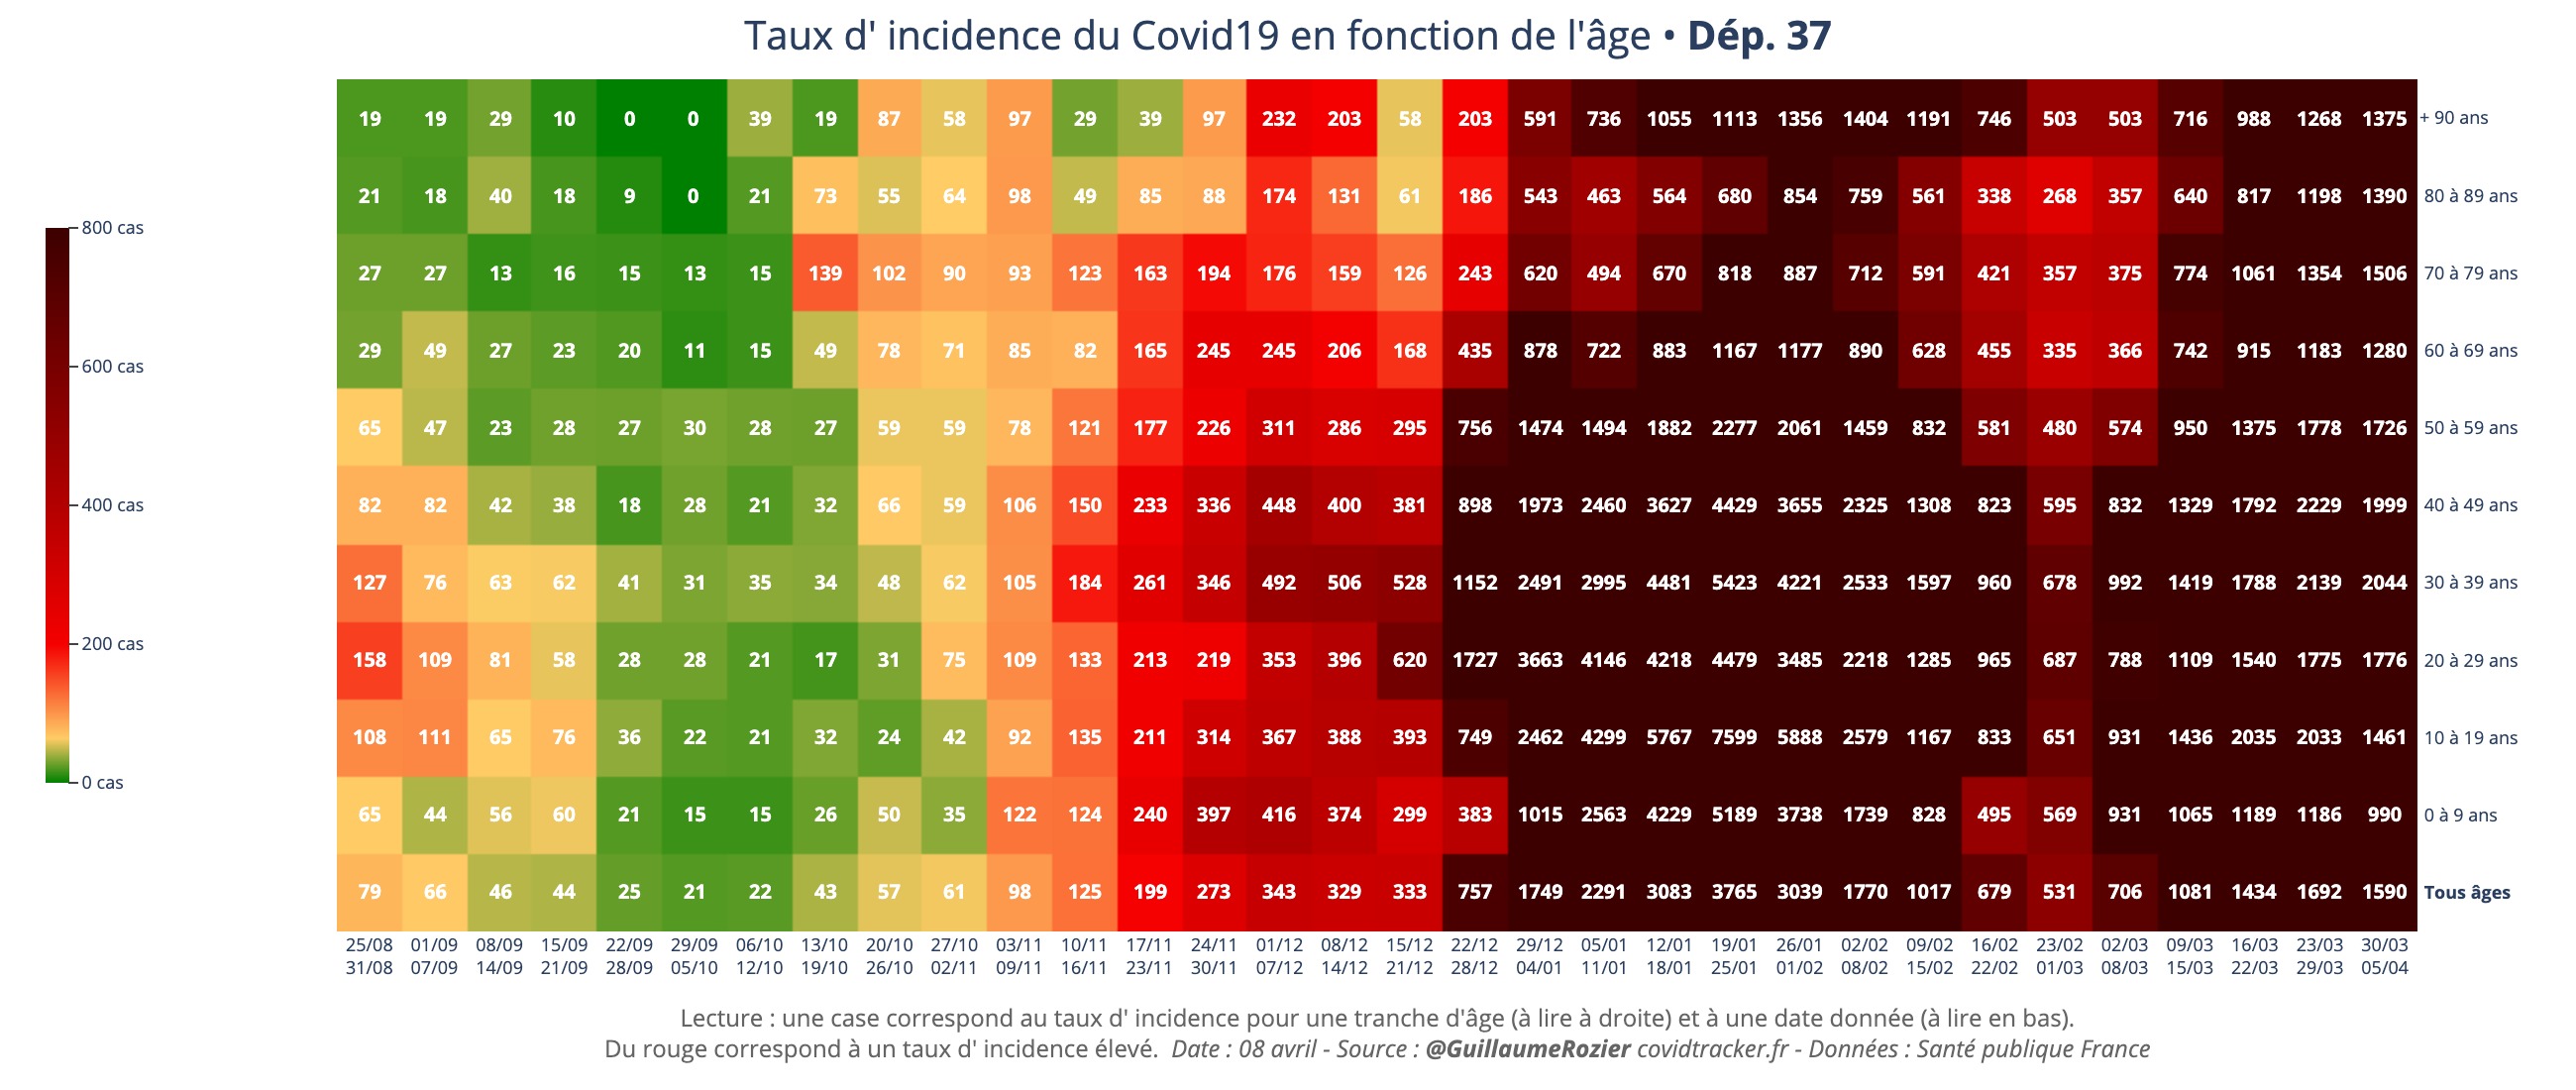 Taux d' incidence du Covid19 en fonction de l'âge • Dép. 37
19 19 29 10 0 0 39 19 87 58 97 29 39 97 232 203 58 203 591 736 1055 1113 1356 1404 1191 746 503 503 716 988 1268 1375 + 90 ans
21 18 40 18 9 0 21 73 55 64 98 49 85 88 174 131 61 186 543 463 564 680 854 759 561 338 268 357 640 817 1198 1390 80 à 89 ans
800 cas
27 27 13 16 15 13 15 139 102 90 93 123 163 194 176 159 126 243 620 494 670 818 887 712 591 421 357 375 774 1061 1354 1506 70 à 79 ans
29 49 27 23 20 11 15 49 78 71 85 82 165 245 245 206 168 435 878 722 883 1167 1177 890 628 455 335 366 742 915 1183 1280 60 à 69 ans
600 cas
65 47 23 28 27 30 28 27 59 59 78 121 177 226 311 286 295 756 1474 1494 1882 2277 2061 1459 832 581 480 574 950 1375 1778 1726 50 à 59 ans
400 cas
82 82 42 38 18 28 21 32 66 59 106 150 233 336 448 400 381 898 1973 2460 3627 4429 3655 2325 1308 823 595 832 1329 1792 2229 1999 40 à 49 ans
127 76 63 62 41 31 35 34 48 62 105 184 261 346 492 506 528 1152 2491 2995 4481 5423 4221 2533 1597 960 678 992 1419 1788 2139 2044 30 à 39 ans
200 cas
158 109 81 58 28 28 21 17 31 75 109 133 213 219 353 396 620 1727 3663 4146 4218 4479 3485 2218 1285 965 687 788 1109 1540 1775 1776 20 à 29 ans
108 111 65 76 36 22 21 32 24 42 92 135 211 314 367 388 393 749 2462 4299 5767 7599 5888 2579 1167 833 651 931 1436 2035 2033 1461 10 à 19 ans
0 cas
65 44 56 60 21 15 15 26 50 35 122 124 240 397 416 374 299 383 1015 2563 4229 5189 3738 1739 828 495 569 931 1065 1189 1186 990 0 à 9 ans
79 66 46 44 25 21 22 43 57 61 98 125 199 273 343 329 333 757 1749 2291 3083 3765 3039 1770 1017 679 531 706 1081 1434 1692 1590 Tous âges
25/08 01/09 08/09 15/09 22/09 29/09 06/10 13/10 20/10 27/10 03/11 10/11 17/11 24/11 01/12 08/12 15/12 22/12 29/12 05/01 12/01 19/01 26/01 02/02 09/02 16/02 23/02 02/03 09/03 16/03 23/03 30/03
31/08 07/09 14/09 21/09 28/09 05/10 12/10 19/10 26/10 02/11 09/11 16/11 23/11 30/11 07/12 14/12 21/12 28/12 04/01 11/01 18/01 25/01 01/02 08/02 15/02 22/02 01/03 08/03 15/03 22/03 29/03 05/04
Lecture : une case correspond au taux d' incidence pour une tranche d'âge (à lire à droite) et à une date donnée (à lire en bas).
Du rouge correspond à un taux d' incidence élevé. Date : 08 avril - Source : @GuillaumeRozier covidtracker.fr - Données : Santé publique France